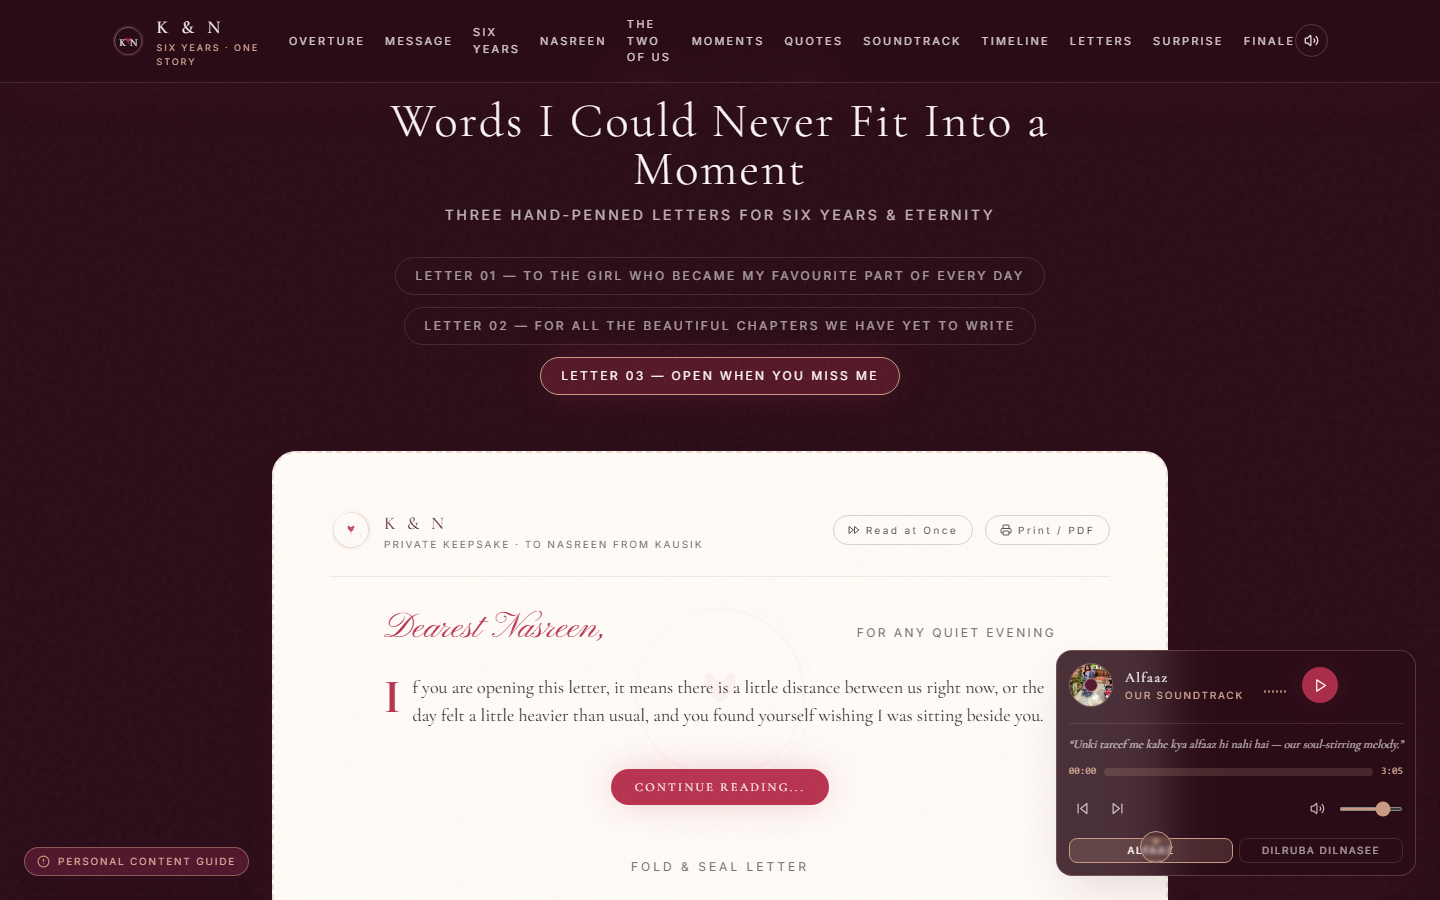 K N
K & N
SIX YEARS · ONE
STORY
OVERTURE
MESSAGE
SIX
YEARS
NASREEN
THE
TWO
OF US
MOMENTS
QUOTES
SOUNDTRACK
TIMELINE
LETTERS
SURPRISE
FINALE
Words I Could Never Fit Into a
Moment
THREE HAND-PENNED LETTERS FOR SIX YEARS & ETERNITY
LETTER 01 — TO THE GIRL WHO BECAME MY FAVOURITE PART OF EVERY DAY
LETTER 02 — FOR ALL THE BEAUTIFUL CHAPTERS WE HAVE YET TO WRITE
LETTER 03 — OPEN WHEN YOU MISS ME
K & N
PRIVATE KEEPSAKE · TO NASREEN FROM KAUSIK
Read at Once
Print / PDF
Dearest Nasreen,
FOR ANY QUIET EVENING
If you are opening this letter, it means there is a little distance between us right now, or the
day felt a little heavier than usual, and you found yourself wishing I was sitting beside you.
CONTINUE READING...
FOLD & SEAL LETTER
PERSONAL CONTENT GUIDE
Alfaaz
OUR SOUNDTRACK
“Unki tareef me kahe kya alfaaz hi nahi hai — our soul-stirring melody.”
00:00
3:05
DILRUBA DILNASEE